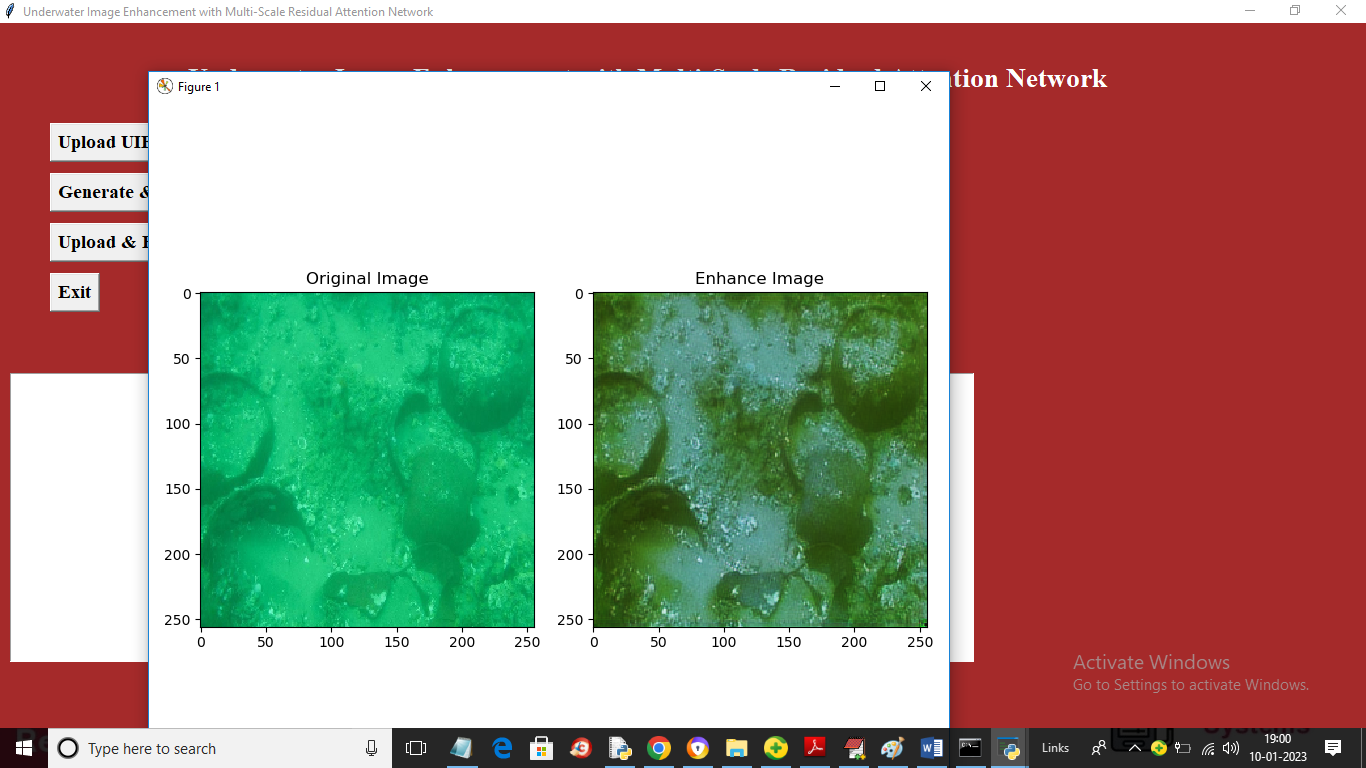 Underwater Image Enhancement with Multi-Scale Residual Attention Network
Network
Figure 1
Upload
Generate &
Upload &
Exit
Original Image
Enhance Image
0
50
100
150
200
250
0
50
100
150
200
250
0
50
100
150
200
250
0
50
100
150
200
250
Activate Windows
Go to Settings to activate Windows.
Type here to search
Links
19:00
10-01-2023